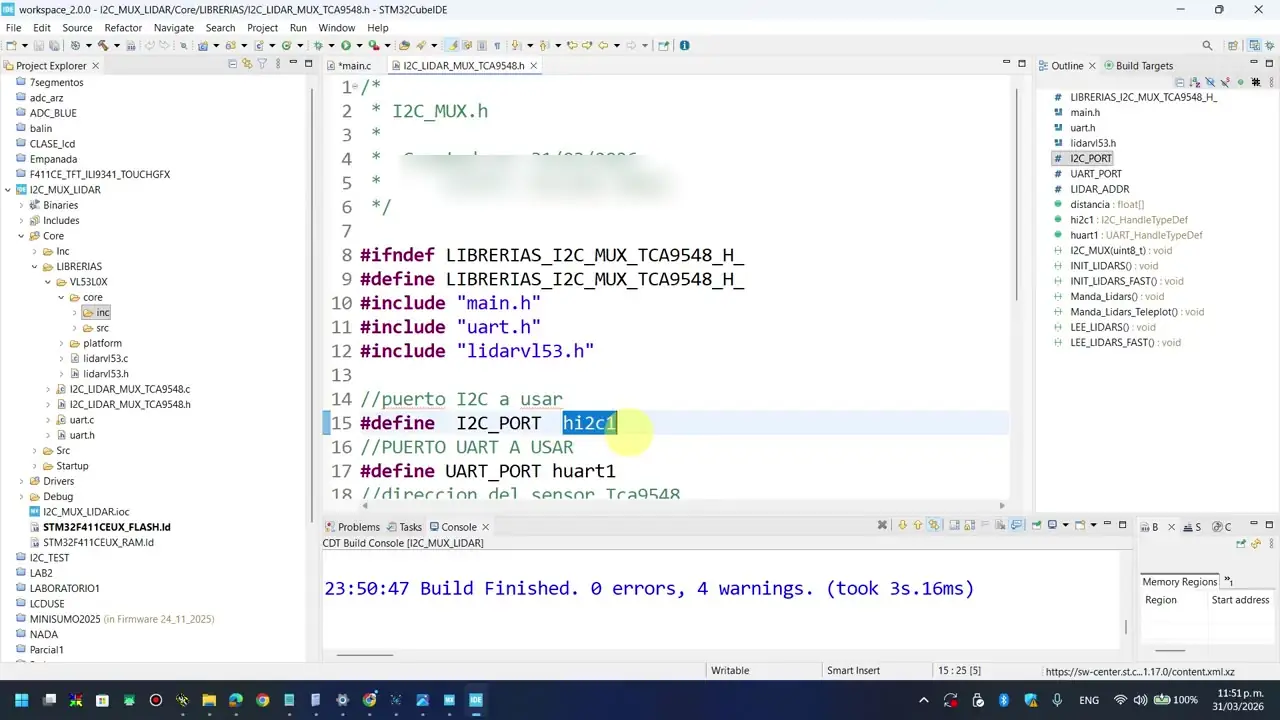 workspace_2.0.0 - I2C_MUX_LIDAR/Core/LIBRERIAS/I2C_LIDAR_MUX_TCA9548.h - STM32CubeIDE
File Edit Source Refactor Navigate Search Project Run Window Help
Project Explorer
7segmentos
adc_arz
ADC_BLUE
balin
CLASE_lcd
Empanada
F411CE_TFT_ILI9341_TOUCHGFX
I2C_MUX_LIDAR
Binaries
Includes
Core
Inc
LIBRERIAS
VL53L0X
core
inc
src
platform
lidarvl53.c
lidarvl53.h
I2C_LIDAR_MUX_TCA9548.c
I2C_LIDAR_MUX_TCA9548.h
uart.c
uart.h
Src
Startup
Drivers
Debug
I2C_MUX_LIDAR.ioc
STM32F411CEUX_FLASH.ld
STM32F411CEUX_RAM.ld
I2C_TEST
LAB2
LABORATORIO1
LCDUSE
MINISUMO2025 (in Firmware 24_11_2025)
NADA
Parcial1
*main.c I2C_LIDAR_MUX_TCA9548.h
1 /*
2 * I2C_MUX.h
3 *
4 *
5 *
6 */
7
8 #ifndef LIBRERIAS_I2C_MUX_TCA9548_H_
9 #define LIBRERIAS_I2C_MUX_TCA9548_H_
10 #include "main.h"
11 #include "uart.h"
12 #include "lidarvl53.h"
13
14 //puerto I2C a usar
15 #define I2C_PORT hi2c1
16 //PUERTO UART A USAR
17 #define UART_PORT huart1
18 //direccion del sensor Tca9548
Outline Build Targets
LIBRERIAS_I2C_MUX_TCA9548_H_
main.h
uart.h
lidarvl53.h
I2C_PORT
UART_PORT
LIDAR_ADDR
distancia : float[]
hi2c1 : I2C_HandleTypeDef
huart1 : UART_HandleTypeDef
I2C_MUX(uint8_t) : void
INIT_LIDARS() : void
INIT_LIDARS_FAST() : void
Manda_Lidars() : void
Manda_Lidars_Teleplot() : void
LEE_LIDARS() : void
LEE_LIDARS_FAST() : void
Problems Tasks Console
CDT Build Console [I2C_MUX_LIDAR]
23:50:47 Build Finished. 0 errors, 4 warnings. (took 3s.16ms)
B S C
Memory Regions
Region Start address
Writable Smart Insert 15 : 25 [5] https://sw-center.st.c...1.17.0/content.xml.xz
ENG 100% 11:51 p.m.
31/03/2026